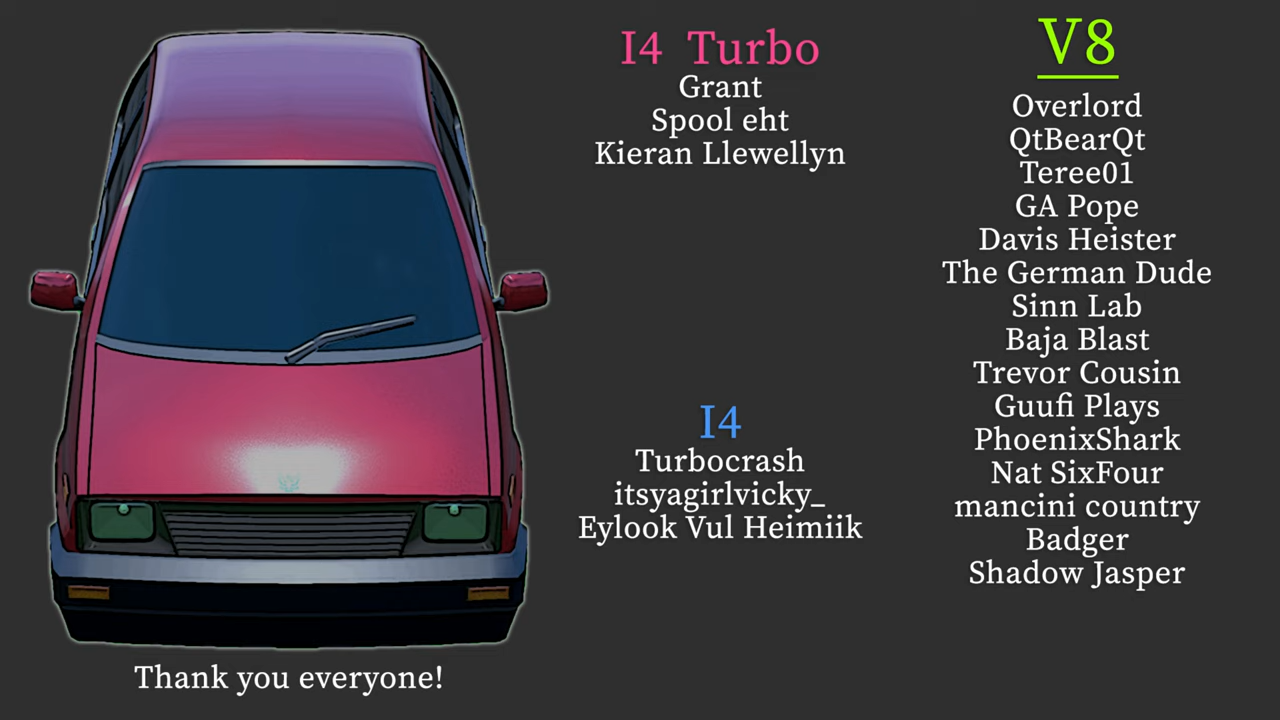 I4 Turbo
Grant
Spool eht
Kieran Llewellyn
I4
Turbocrash
itsyagirlvicky_
Eylook Vul Heimiik
V8
Overlord
QtBearQt
Teree01
GA Pope
Davis Heister
The German Dude
Sinn Lab
Baja Blast
Trevor Cousin
Guufi Plays
PhoenixShark
Nat SixFour
mancini country
Badger
Shadow Jasper
Thank you everyone!